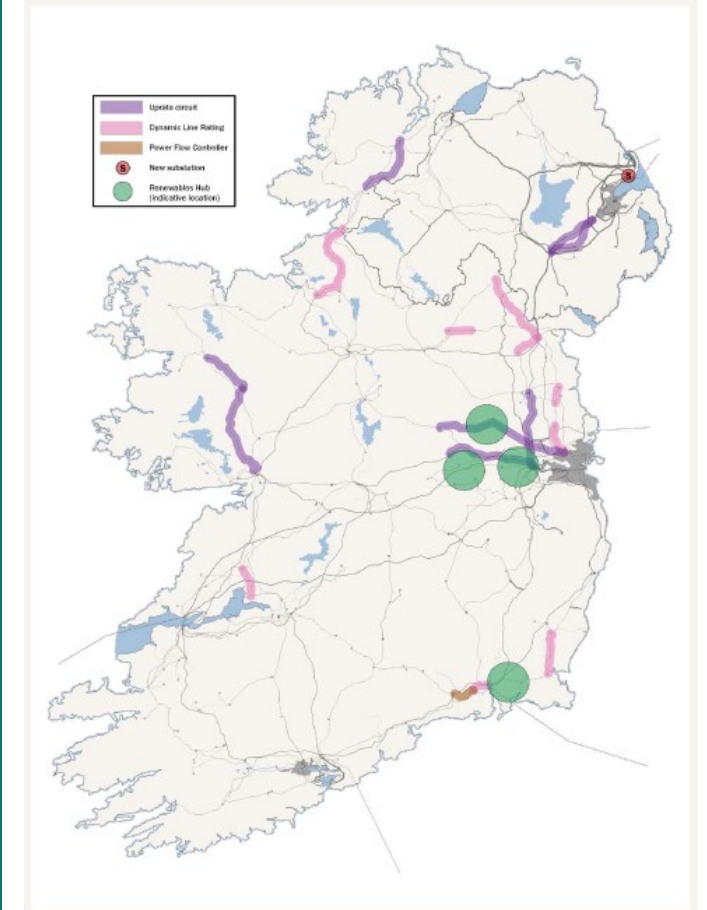 Uprate circuit
Dynamic Line Rating
Power Flow Controller
S New substation
Renewables Hub
(indicative location)
S